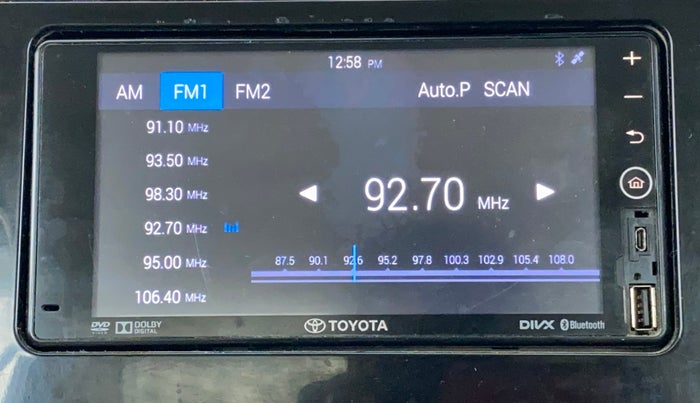 12:58 PM
AM FM1 FM2 Auto.P SCAN
91.10 MHz
93.50 MHz
98.30 MHz
92.70 MHz
95.00 MHz
106.40 MHz
92.70 MHz
87.5 90.1 92.6 95.2 97.8 100.3 102.9 105.4 108.0
DVD DOLBY DIGITAL TOYOTA DIVX Bluetooth